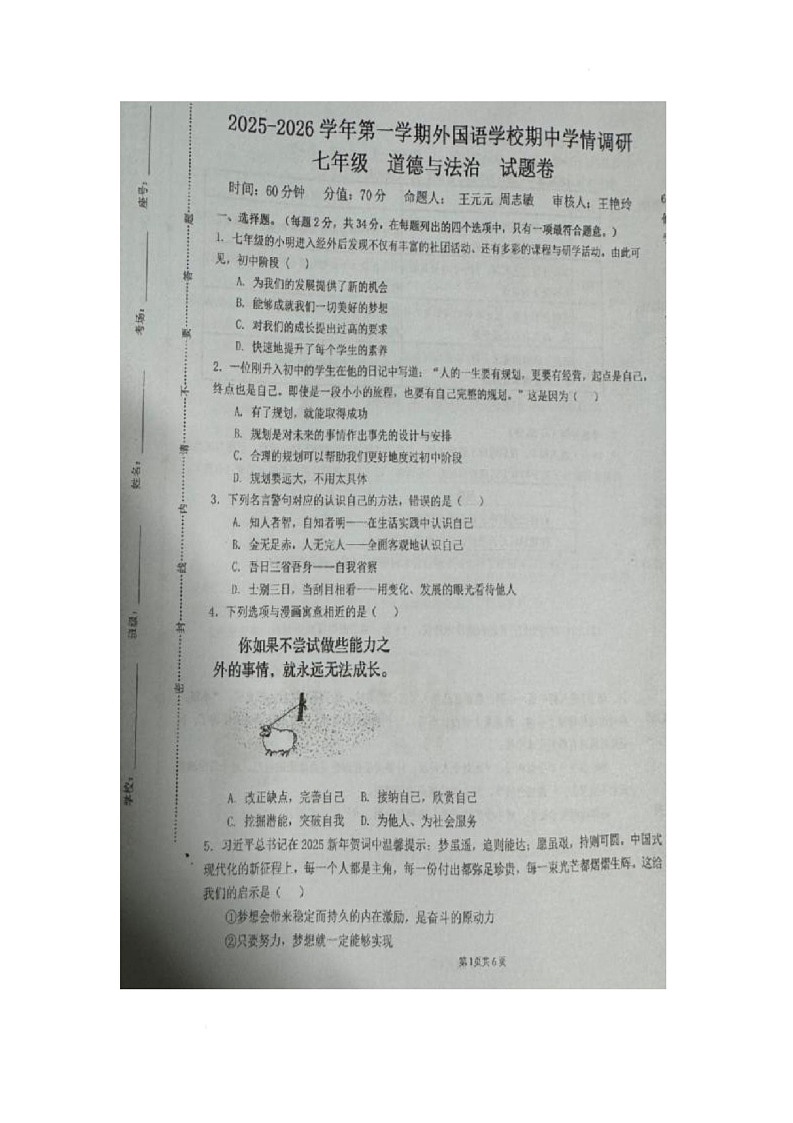 2025-2026 学年第一学期外国语学校期中学情调研
七年级 道德与法治 试题卷
时间：60分钟 分值：70分 命题人： 王元元 周志敏 审核人：王艳玲
一、选择题。（每题2分，共34分，在每题列出的四个选项中，只有一项最符合题意。）
1. 七年级的小明进入经外后发现不仅有丰富的社团活动、还有多彩的课程与研学活动。由此可
见，初中阶段（ ）
A. 为我们的发展提供了新的机会
B. 能够成就我们一切美好的梦想
C. 对我们的成长提出过高的要求
D. 快速地提升了每个学生的素养
2. 一位刚升入初中的学生在他的日记中写道：“人的一生要有规划，更要有经营，起点是自己，
终点也是自己。即使是一段小小的旅程，也要有自己完整的规划。”这是因为（ ）
A. 有了规划，就能取得成功
B. 规划是对未来的事情作出事先的设计与安排
C. 合理的规划可以帮助我们更好地度过初中阶段
D. 规划要远大，不用太具体
3. 下列名言警句对应的认识自己的方法，错误的是（ ）
A. 知人者智，自知者明——在生活实践中认识自己
B. 金无足赤，人无完人——全面客观地认识自己
C. 吾日三省吾身——自我省察
D. 士别三日，当刮目相看——用变化、发展的眼光看待他人
4. 下列选项与漫画寓意相近的是（ ）
你如果不尝试做些能力之
外的事情，就永远无法成长。
A. 改正缺点，完善自己 B. 接纳自己，欣赏自己
C. 挖掘潜能，突破自我 D. 为他人、为社会服务
5. 习近平总书记在2025新年贺词中温馨提示：梦虽遥，追则能达；愿虽艰，持则可圆。中国式
现代化的新征程上，每一个人都是主角，每一份付出都弥足珍贵，每一束光芒都熠熠生辉。这给
我们的启示是（ ）
①梦想会带来稳定而持久的内在激励，是奋斗的原动力
②只要努力，梦想就一定能够实现
第1页共6页
学校：
班级：
姓名：
考场：
座号：
密 封 线 内 请 不 要 答 题